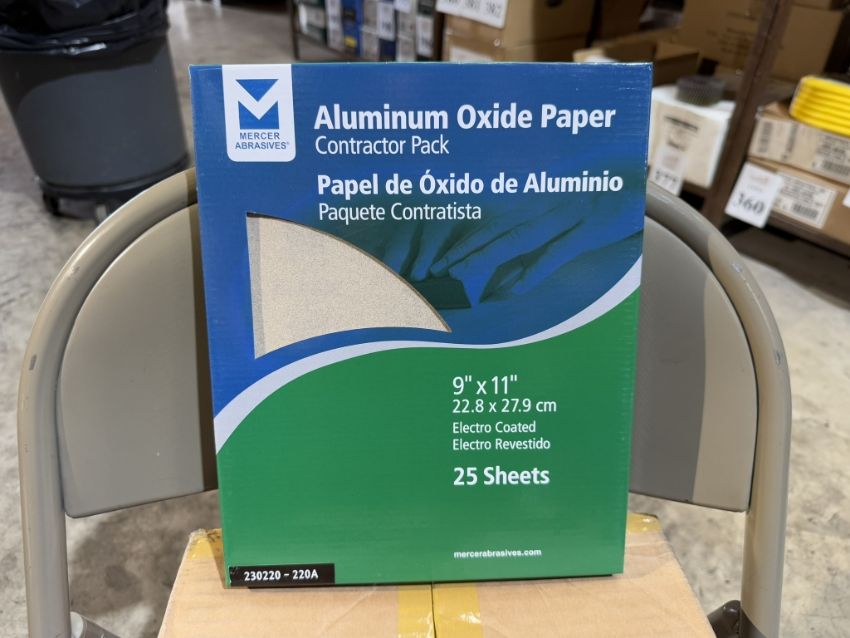 MERCER
ABRASIVES®
Aluminum Oxide Paper
Contractor Pack
Papel de Óxido de Aluminio
Paquete Contratista
9" x 11"
22.8 x 27.9 cm
Electro Coated
Electro Revestido
25 Sheets
mercerabrasives.com
230220 - 220A
360